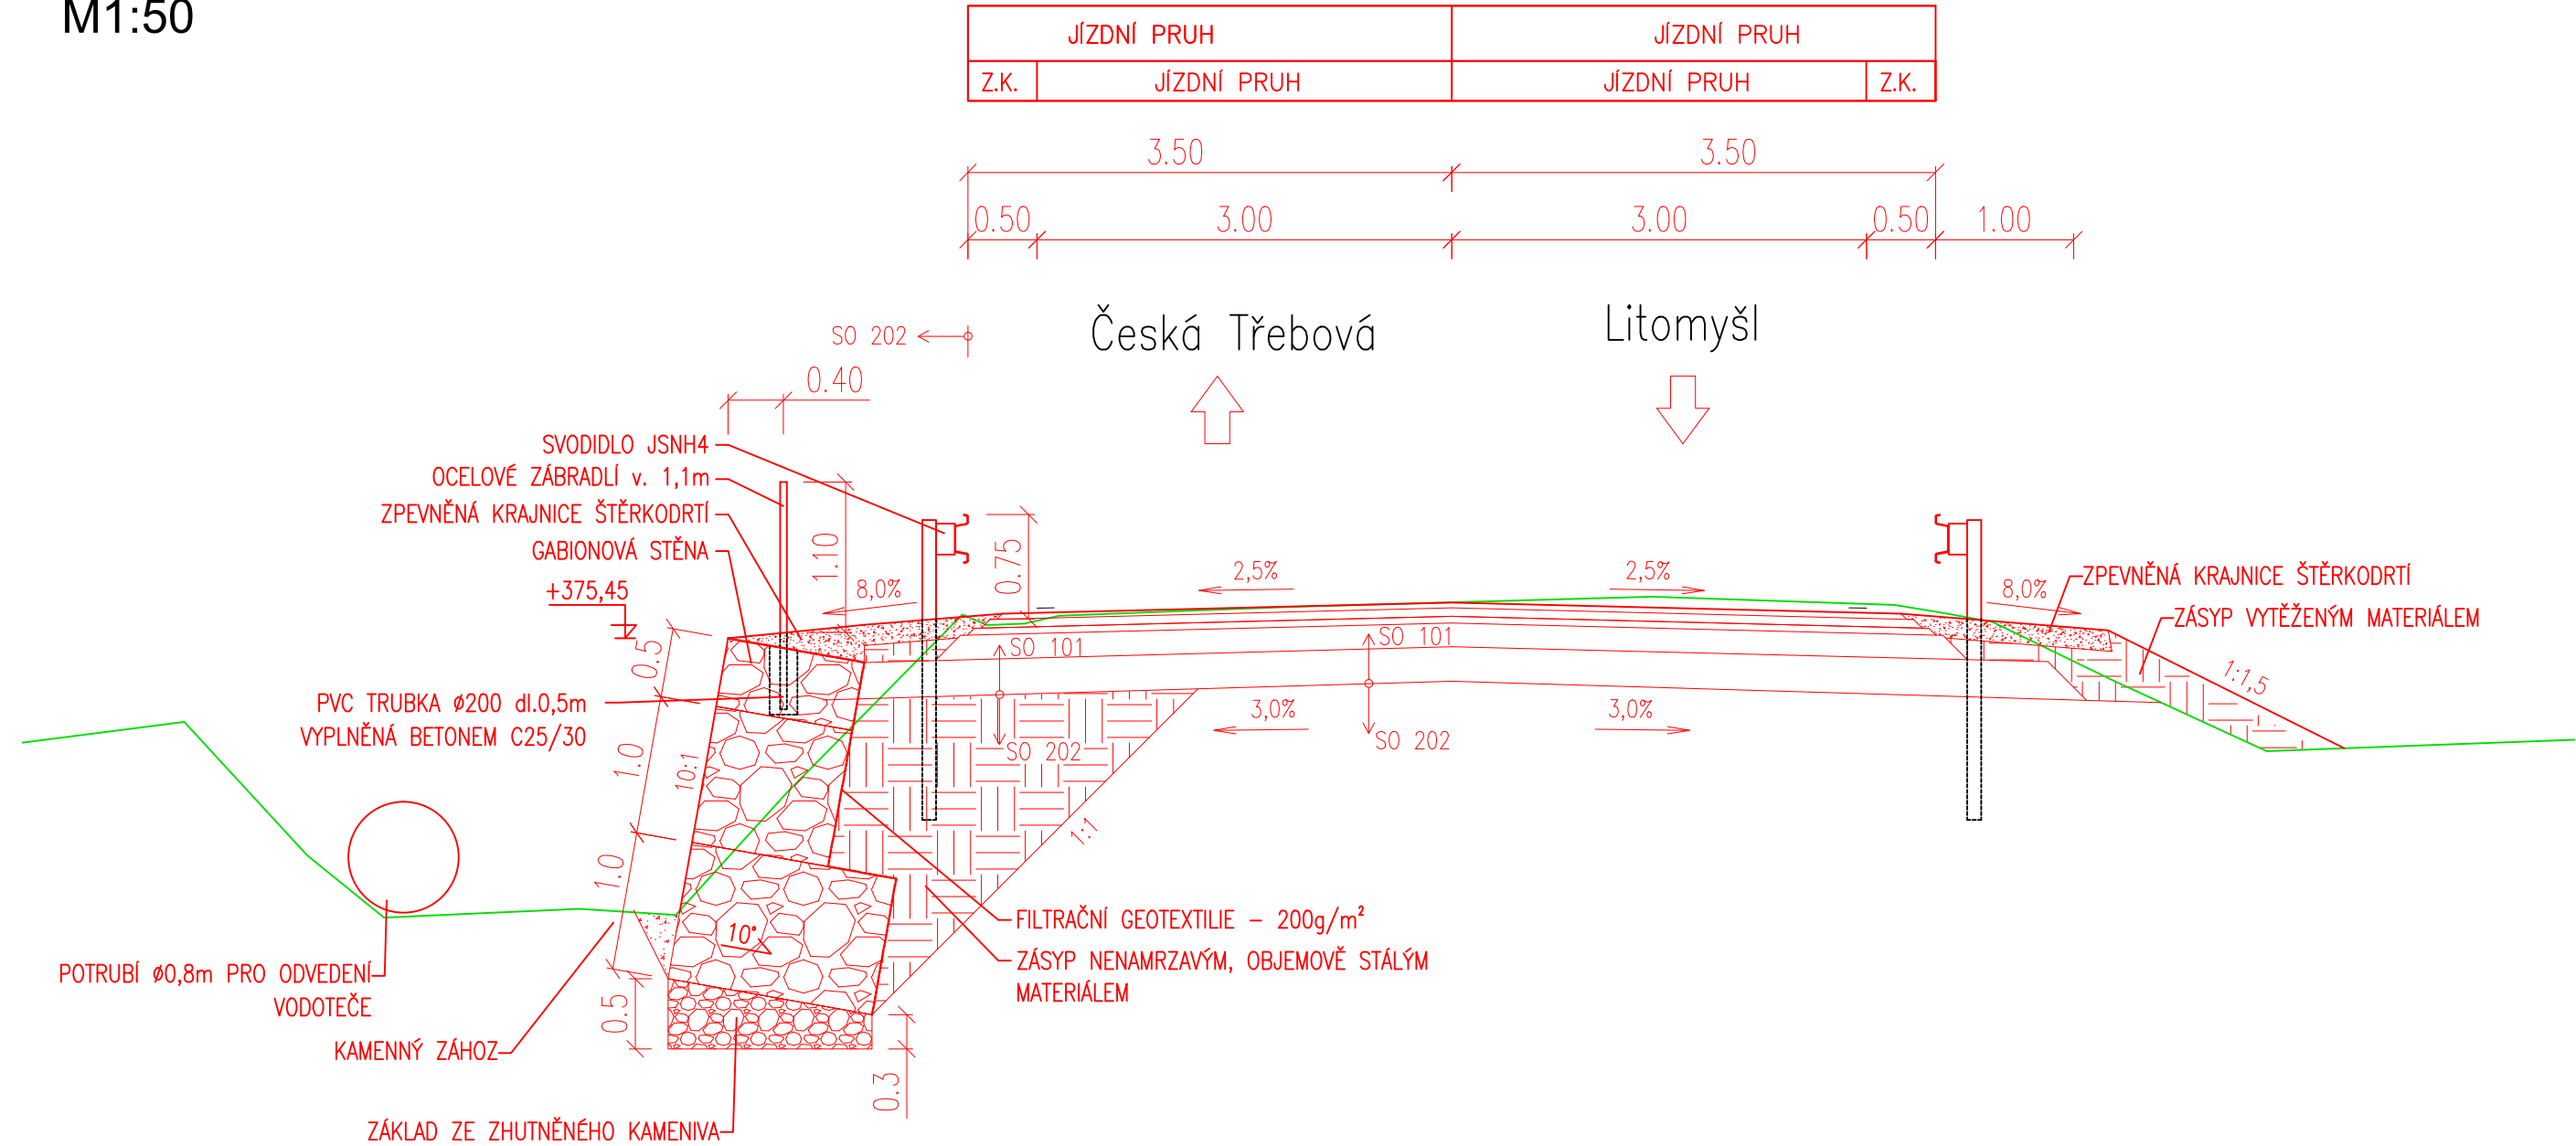 M1:50
JÍZDNÍ PRUH JÍZDNÍ PRUH
Z.K. JÍZDNÍ PRUH JÍZDNÍ PRUH Z.K.
3.50 3.50
0.50 3.00 3.00 0.50 1.00
SO 202 Česká Třebová Litomyšl
0.40
SVODIDLO JSNH4
OCELOVÉ ZÁBRADLÍ v. 1,1m
ZPEVNĚNÁ KRAJNICE ŠTĚRKODRTÍ
GABIONOVÁ STĚNA
+375,45
1.10
0.75
8,0%
2,5% 2,5%
8,0%
ZPEVNĚNÁ KRAJNICE ŠTĚRKODRTÍ
ZÁSYP VYTĚŽENÝM MATERIÁLEM
1:1,5
0.5
SO 101 SO 101
PVC TRUBKA ø200 dl.0,5m
VYPLNĚNÁ BETONEM C25/30
3,0% 3,0%
SO 202 SO 202
1.0
10:1
1:1
1.0
10°
FILTRAČNÍ GEOTEXTILIE – 200g/m²
ZÁSYP NENAMRZAVÝM, OBJEMOVĚ STÁLÝM
MATERIÁLEM
POTRUBÍ ø0,8m PRO ODVEDENÍ
VODOTEČE
0.5
KAMENNÝ ZÁHOZ
0.3
ZÁKLAD ZE ZHUTNĚNÉHO KAMENIVA